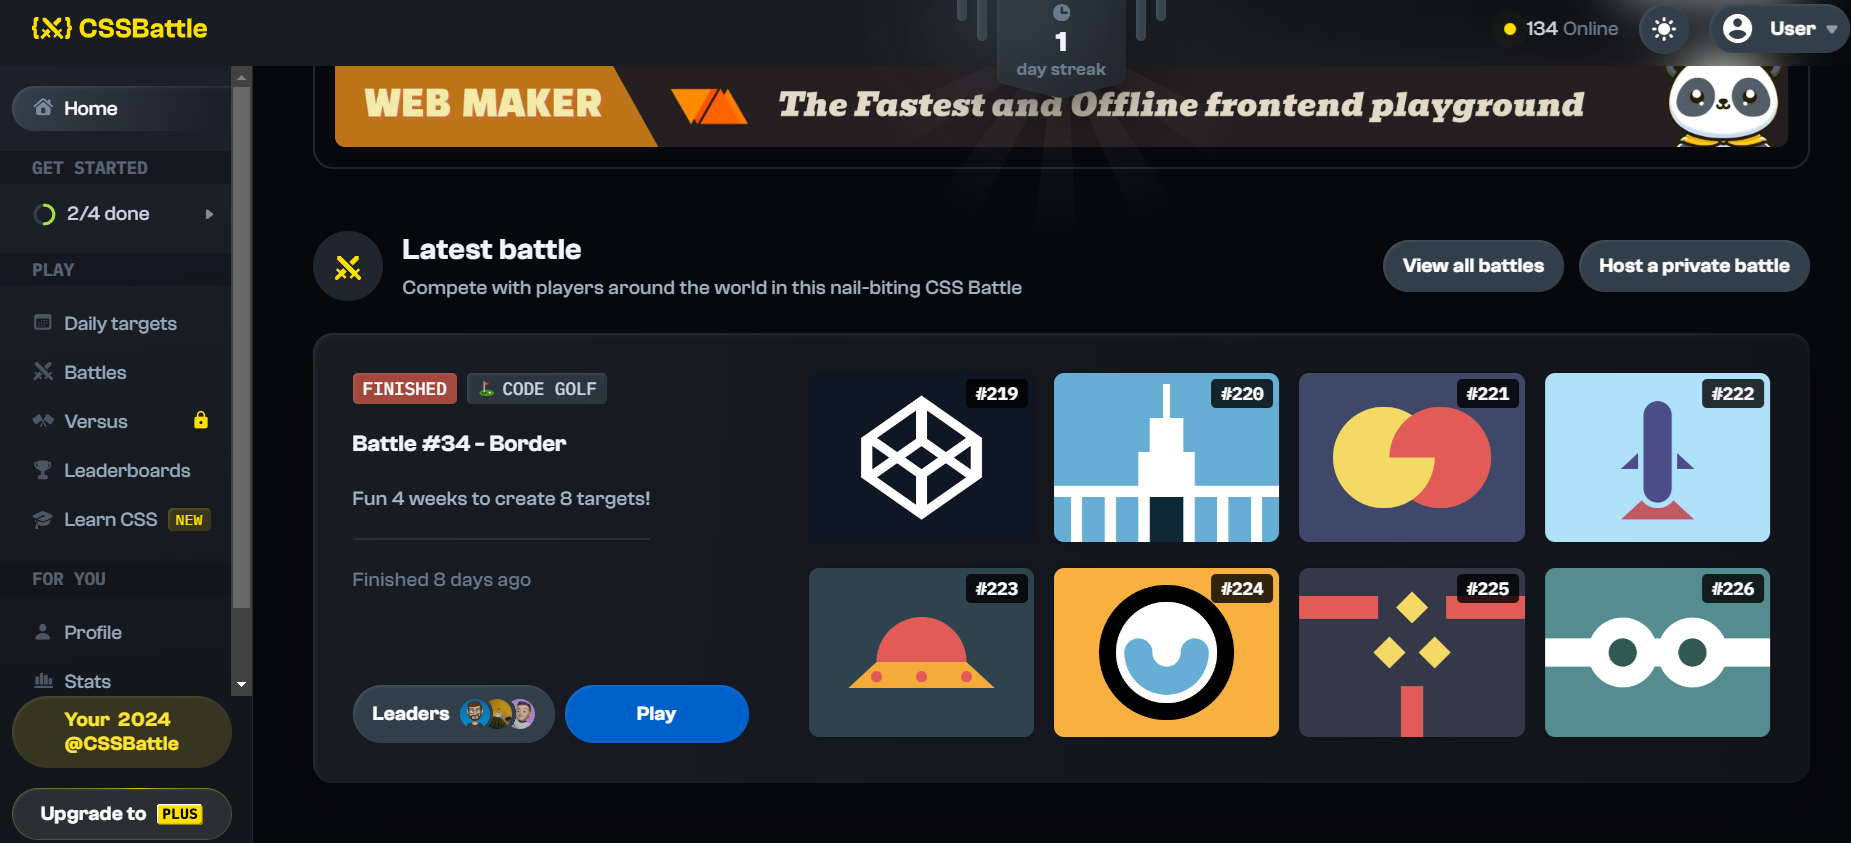 {X} CSSBattle
1
day streak
134 Online
User
Home
GET STARTED
2/4 done
PLAY
Daily targets
Battles
Versus
Leaderboards
Learn CSS NEW
FOR YOU
Profile
Stats
Your 2024
@CSSBattle
Upgrade to PLUS
WEB MAKER
The Fastest and Offline frontend playground
Latest battle
Compete with players around the world in this nail-biting CSS Battle
View all battles
Host a private battle
FINISHED
CODE GOLF
Battle #34 - Border
Fun 4 weeks to create 8 targets!
Finished 8 days ago
Leaders
Play
#219
#220
#221
#222
#223
#224
#225
#226